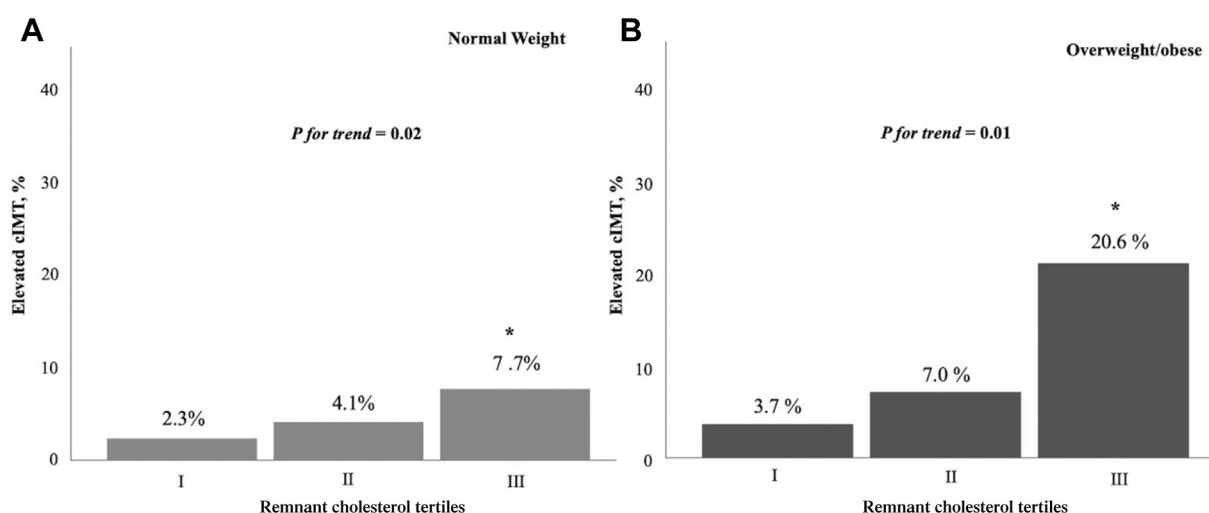 A
Normal Weight
P for trend = 0.02
Elevated cIMT, %
40
30
20
10
0
2.3%
4.1%
*
7 .7%
I
II
III
Remnant cholesterol tertiles
B
Overweight/obese
P for trend = 0.01
Elevated cIMT, %
40
30
20
10
0
3.7 %
7.0 %
*
20.6 %
I
II
III
Remnant cholesterol tertiles